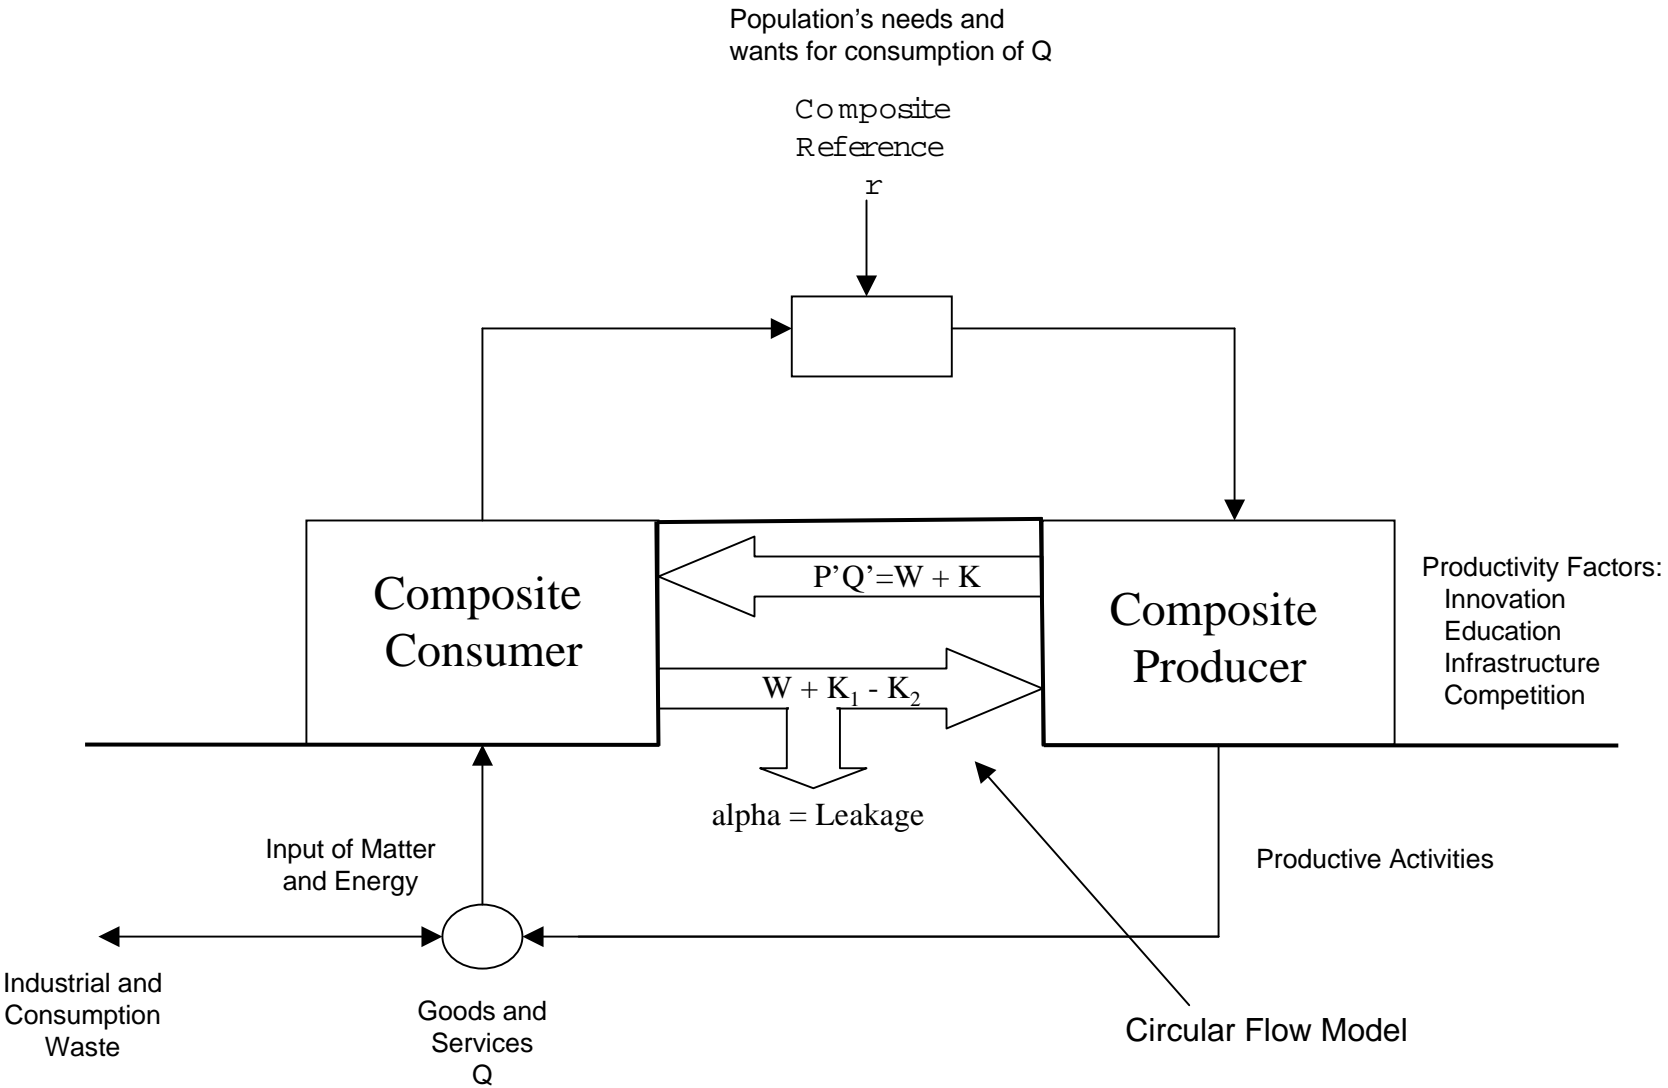 Population’s needs and
wants for consumption of Q
Composite
Reference
r
Composite
Consumer
P’Q’=W + K
W + K₁ - K₂
alpha = Leakage
Composite
Producer
Productivity Factors:
Innovation
Education
Infrastructure
Competition
Input of Matter
and Energy
Productive Activities
Industrial and
Consumption
Waste
Goods and
Services
Q
Circular Flow Model